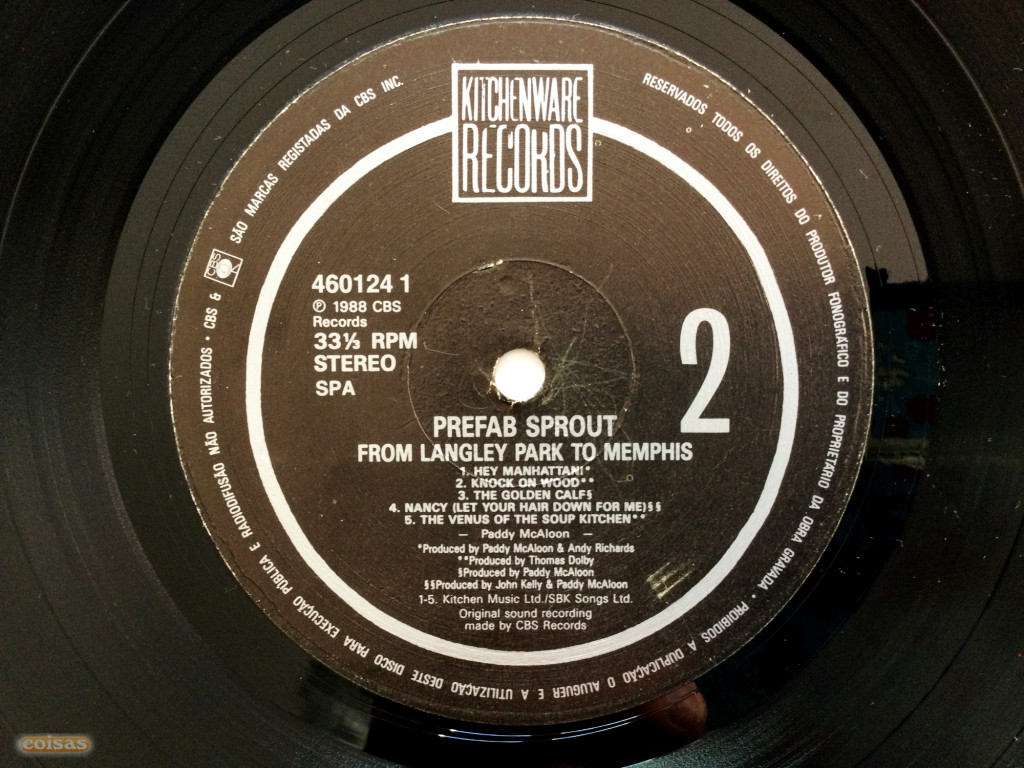 KITCHENWARE
RECORDS
RESERVADOS TODOS OS DIREITOS DO PRODUTOR FONOGRÁFICO E DO PROPRIETÁRIO DA OBRA GRAVADA • PROIBIDOS A DUPLICAÇÃO O ALUGUER E A UTILIZAÇÃO DESTE DISCO PARA EXECUÇÃO PÚBLICA E RADIODIFUSÃO NÃO AUTORIZADOS • CBS & CBS SÃO MARCAS REGISTADAS DA CBS INC.
460124 1
℗ 1988 CBS
Records
33⅓ RPM
STEREO
SPA
2
PREFAB SPROUT
FROM LANGLEY PARK TO MEMPHIS
1. HEY MANHATTAN!*
2. KNOCK ON WOOD**
3. THE GOLDEN CALF§
4. NANCY (LET YOUR HAIR DOWN FOR ME)§§
5. THE VENUS OF THE SOUP KITCHEN**
— Paddy McAloon —
*Produced by Paddy McAloon & Andy Richards
**Produced by Thomas Dolby
§Produced by Paddy McAloon
§§Produced by John Kelly & Paddy McAloon
1-5. Kitchen Music Ltd./SBK Songs Ltd.
Original sound recording
made by CBS Records
coisas